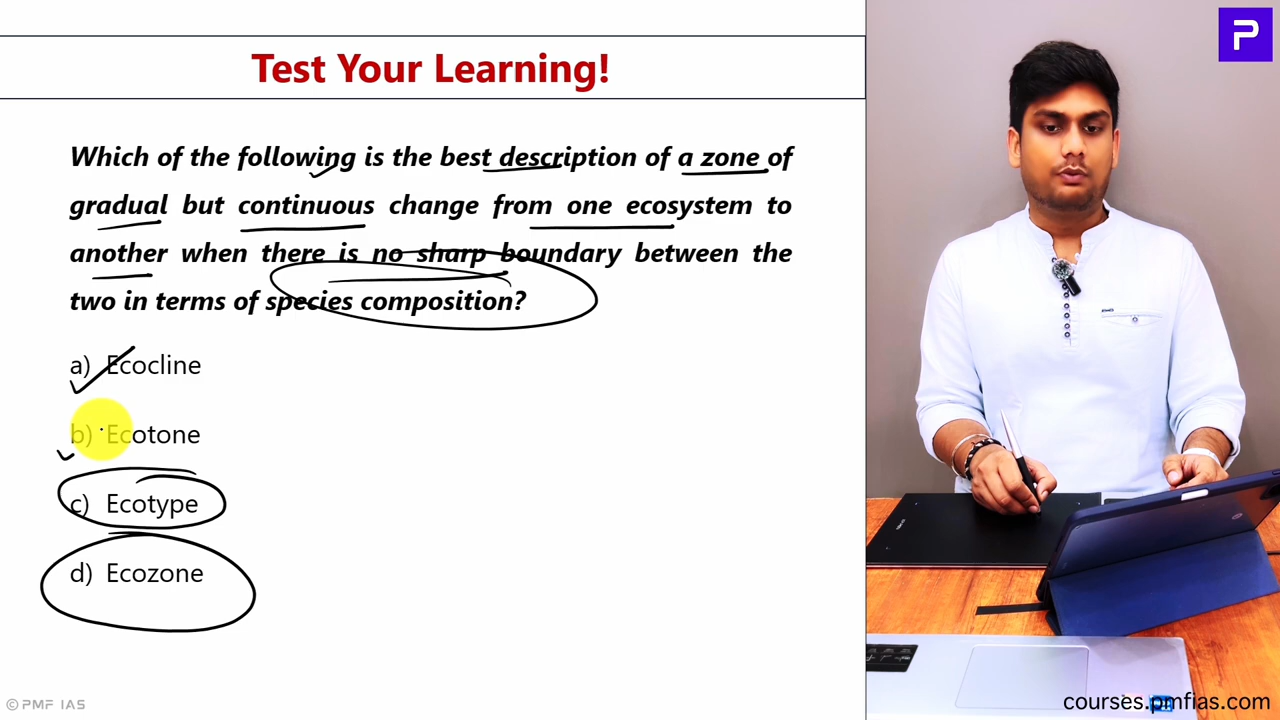 Test Your Learning!
Which of the following is the best description of a zone of
gradual but continuous change from one ecosystem to
another when there is no sharp boundary between the
two in terms of species composition?
a) Ecocline
b) Ecotone
c) Ecotype
d) Ecozone
© PMF IAS
courses.pmfias.com